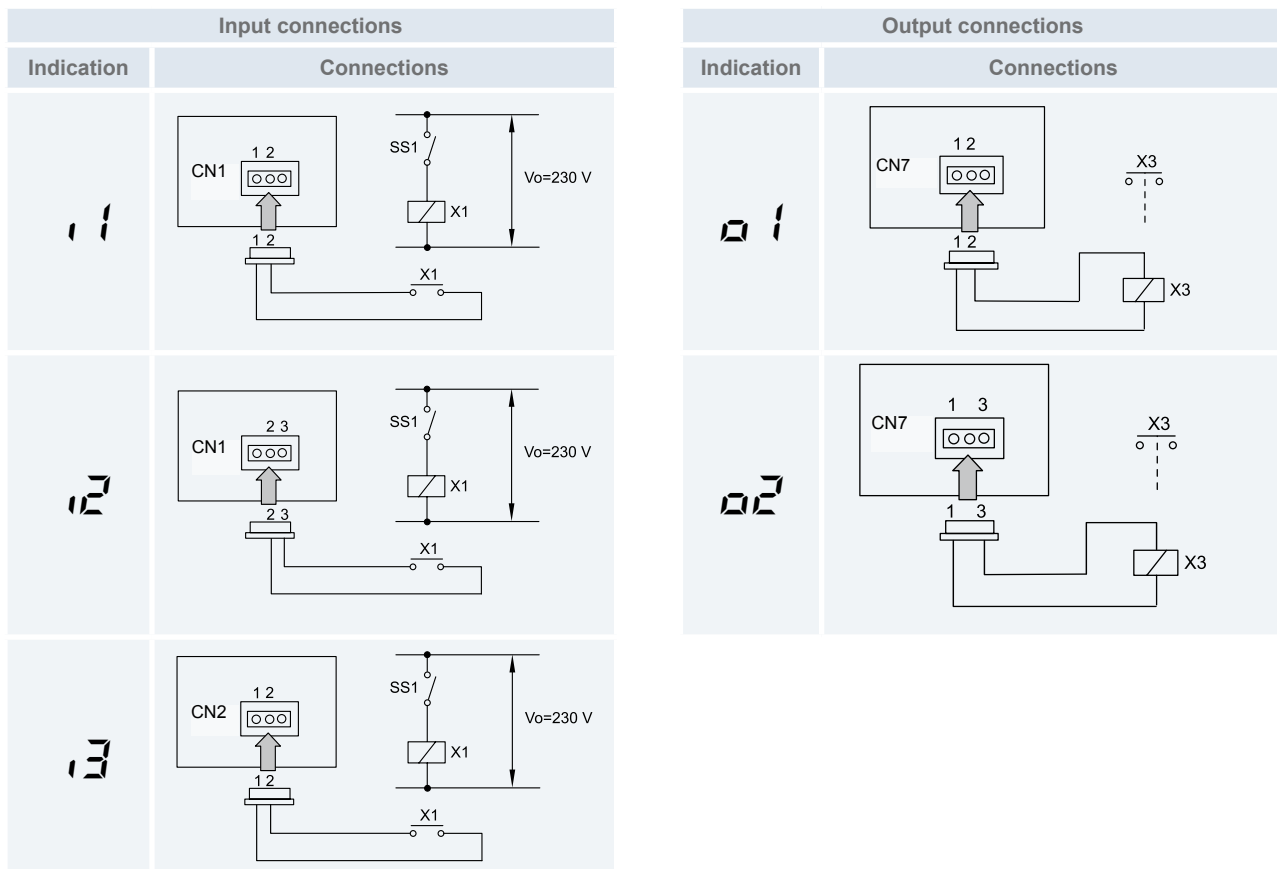 Input connections
Indication Connections
i1
1 2
CN1
1 2
SS1
Vo=230 V
X1
X1
i2
2 3
CN1
2 3
SS1
Vo=230 V
X1
X1
i3
1 2
CN2
1 2
SS1
Vo=230 V
X1
X1
Output connections
Indication Connections
o1
1 2
CN7
1 2
X3
X3
o2
1 3
CN7
1 3
X3
X3